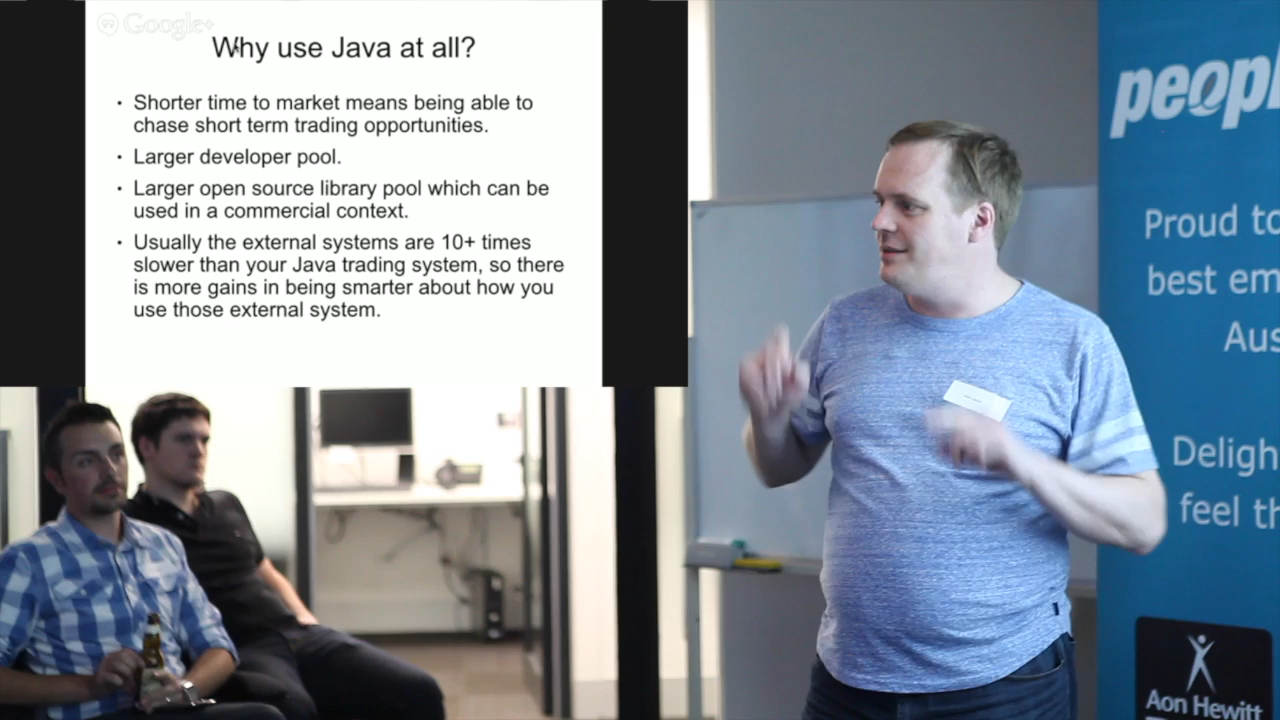 Google+
Why use Java at all?
• Shorter time to market means being able to
chase short term trading opportunities.
• Larger developer pool.
• Larger open source library pool which can be
used in a commercial context.
• Usually the external systems are 10+ times
slower than your Java trading system, so there
is more gains in being smarter about how you
use those external system.
peopl
Proud to
best em
Aus
Deligh
feel th
Aon Hewitt